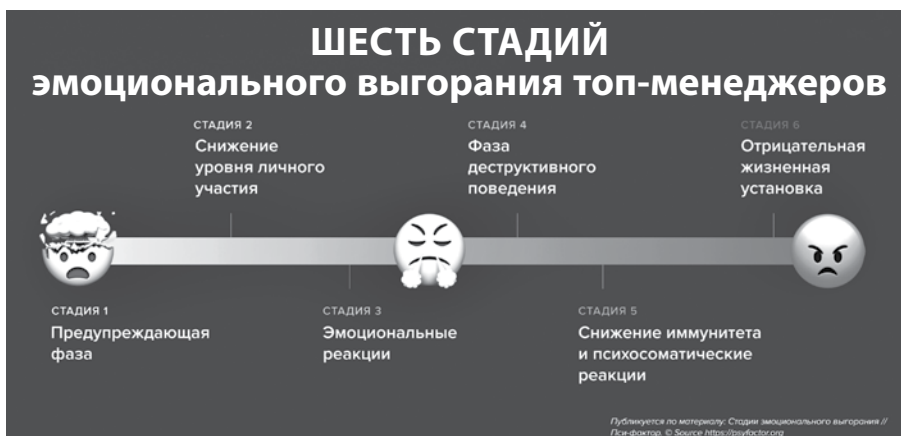 ШЕСТЬ СТАДИЙ
эмоционального выгорания топ-менеджеров
СТАДИЯ 2
Снижение
уровня личного
участия
СТАДИЯ 4
Фаза
деструктивного
поведения
СТАДИЯ 6
Отрицательная
жизненная
установка
СТАДИЯ 1
Предупреждающая
фаза
СТАДИЯ 3
Эмоциональные
реакции
СТАДИЯ 5
Снижение иммунитета
и психосоматические
реакции
Публикуется по материалу: Стадии эмоционального выгорания //
Пси-фактор. © Source https://psyfactor.org